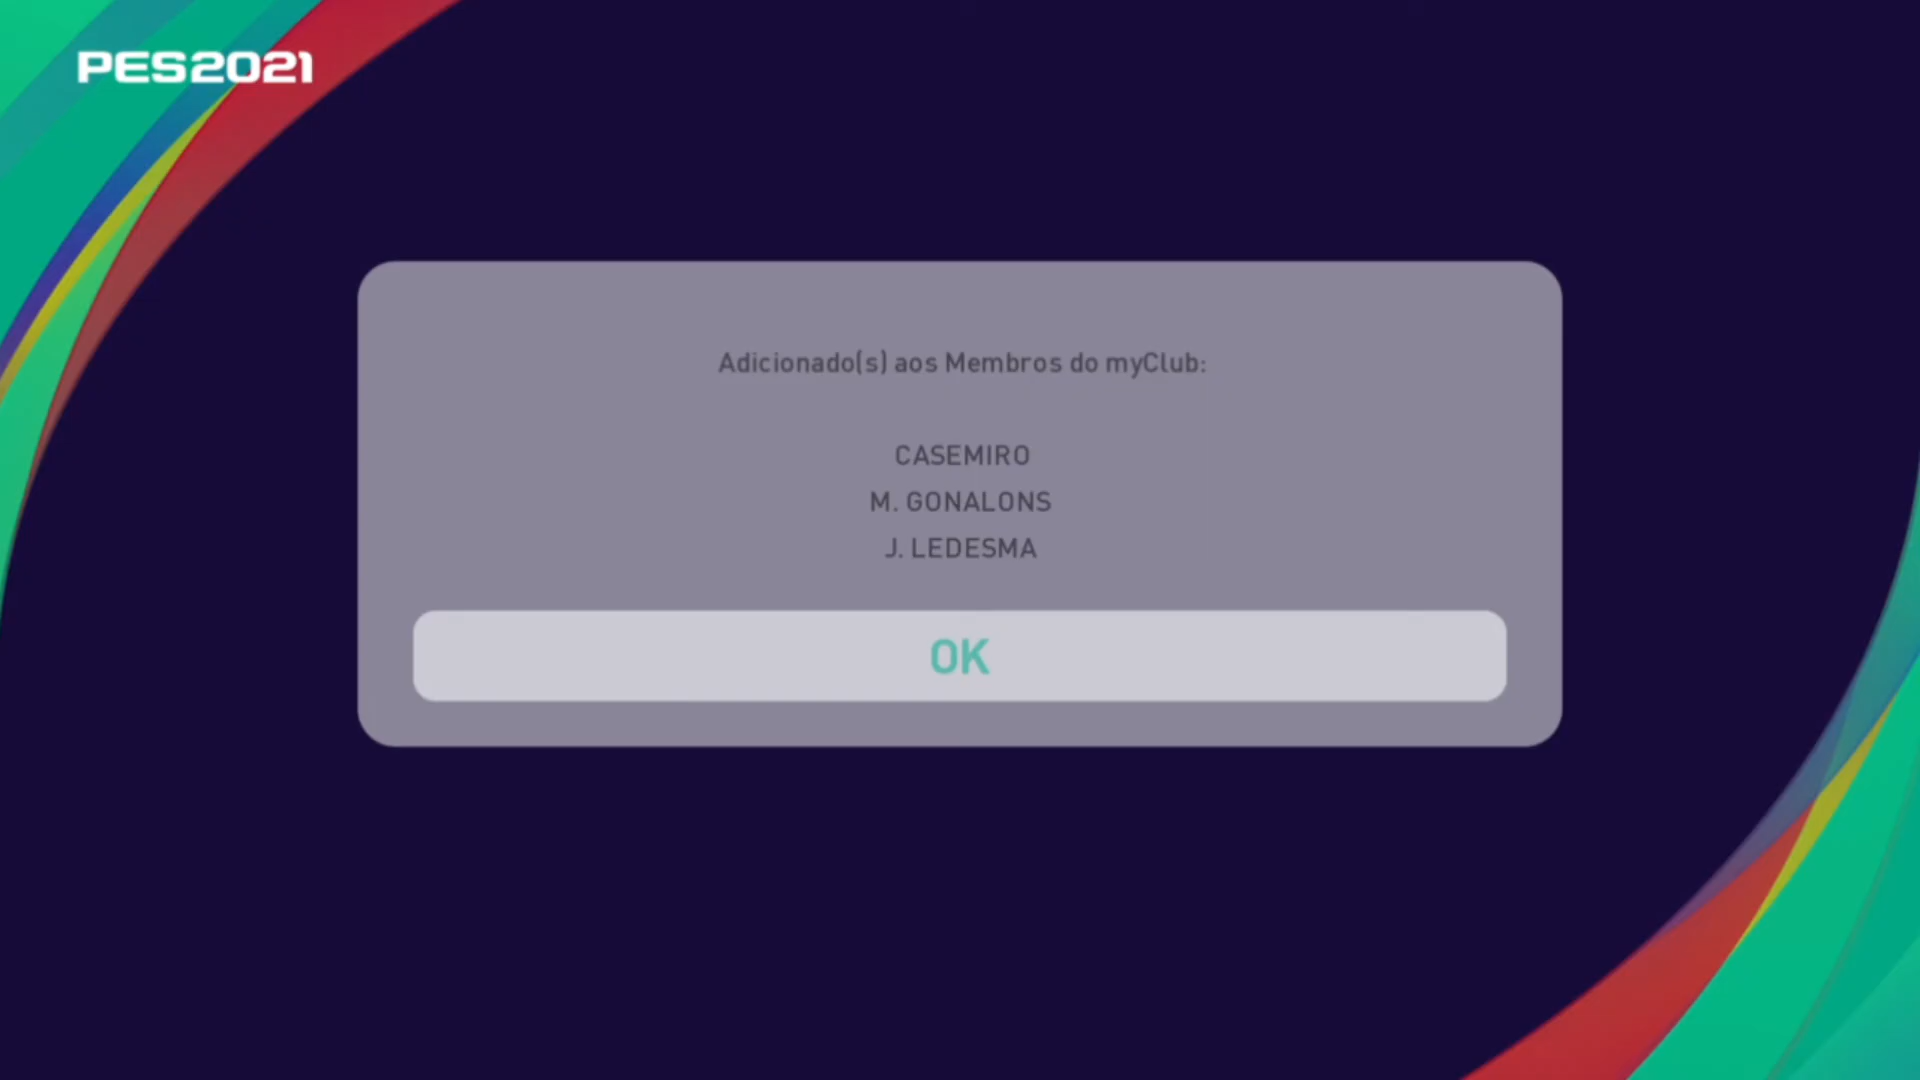 PES2021
Adicionado(s) aos Membros do myClub:
CASEMIRO
M. GONALONS
J. LEDESMA
OK